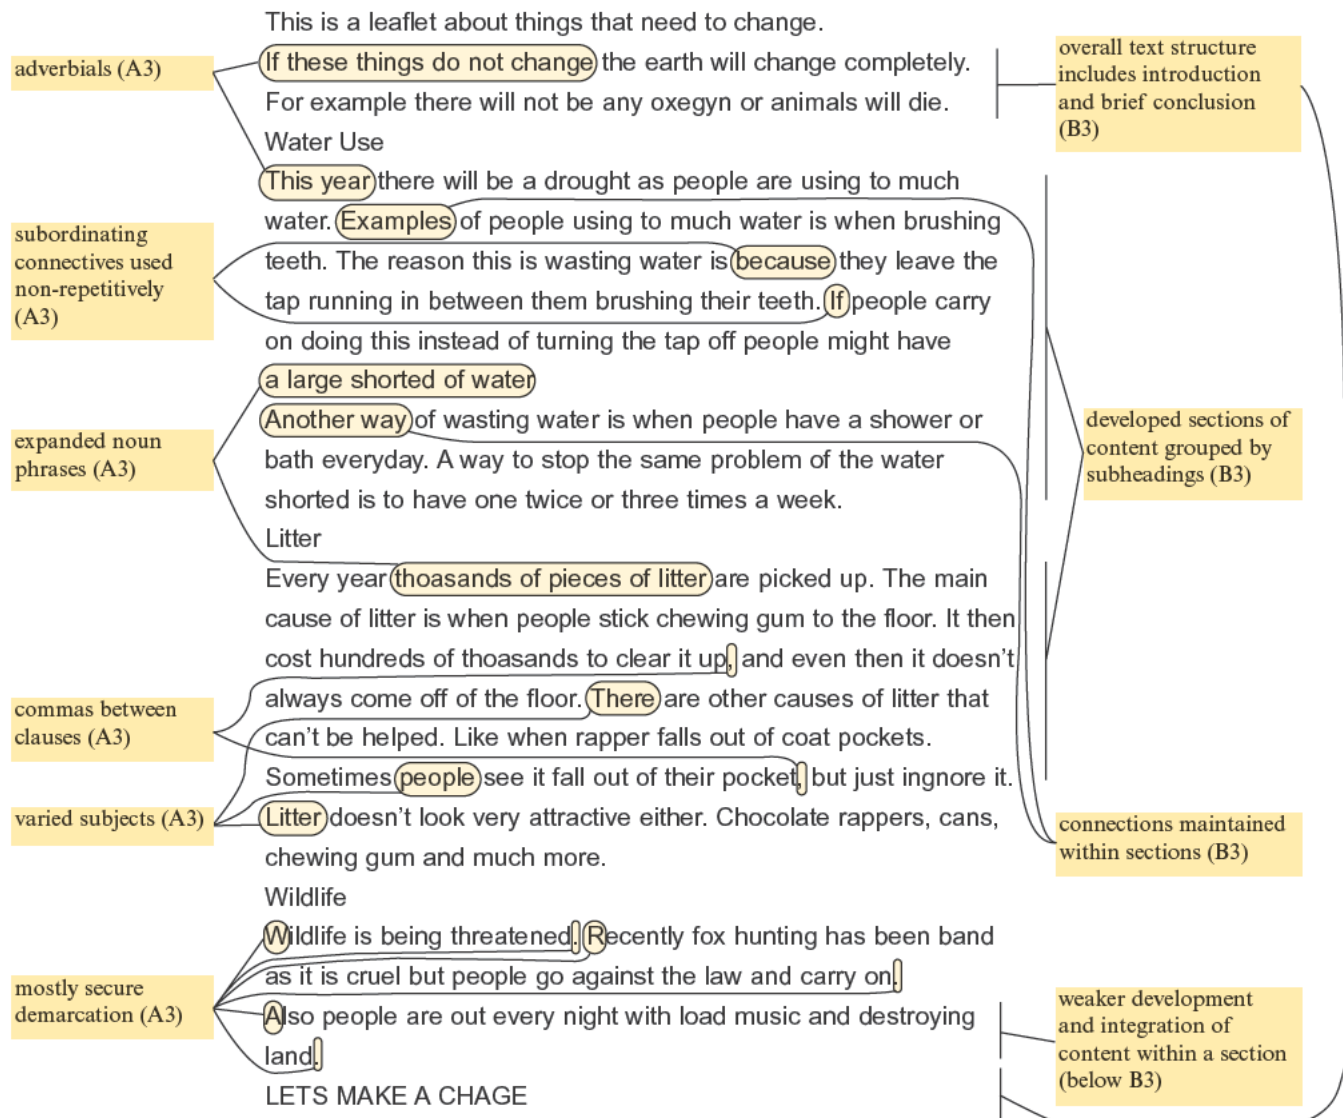 This is a leaflet about things that need to change.
adverbials (A3)
If these things do not change the earth will change completely.
For example there will not be any oxegyn or animals will die.
overall text structure
includes introduction
and brief conclusion
(B3)
Water Use
This year there will be a drought as people are using to much
water. Examples of people using to much water is when brushing
teeth. The reason this is wasting water is because they leave the
tap running in between them brushing their teeth. If people carry
on doing this instead of turning the tap off people might have
a large shorted of water
subordinating
connectives used
non-repetitively
(A3)
Another way of wasting water is when people have a shower or
bath everyday. A way to stop the same problem of the water
shorted is to have one twice or three times a week.
expanded noun
phrases (A3)
developed sections of
content grouped by
subheadings (B3)
Litter
Every year thoasands of pieces of litter are picked up. The main
cause of litter is when people stick chewing gum to the floor. It then
cost hundreds of thoasands to clear it up, and even then it doesn't
always come off of the floor. There are other causes of litter that
can't be helped. Like when rapper falls out of coat pockets.
Sometimes people see it fall out of their pocket, but just ingnore it.
Litter doesn't look very attractive either. Chocolate rappers, cans,
chewing gum and much more.
commas between
clauses (A3)
varied subjects (A3)
connections maintained
within sections (B3)
Wildlife
Wildlife is being threatened. Recently fox hunting has been band
as it is cruel but people go against the law and carry on.
Also people are out every night with load music and destroying
land.
mostly secure
demarcation (A3)
weaker development
and integration of
content within a section
(below B3)
LETS MAKE A CHAGE